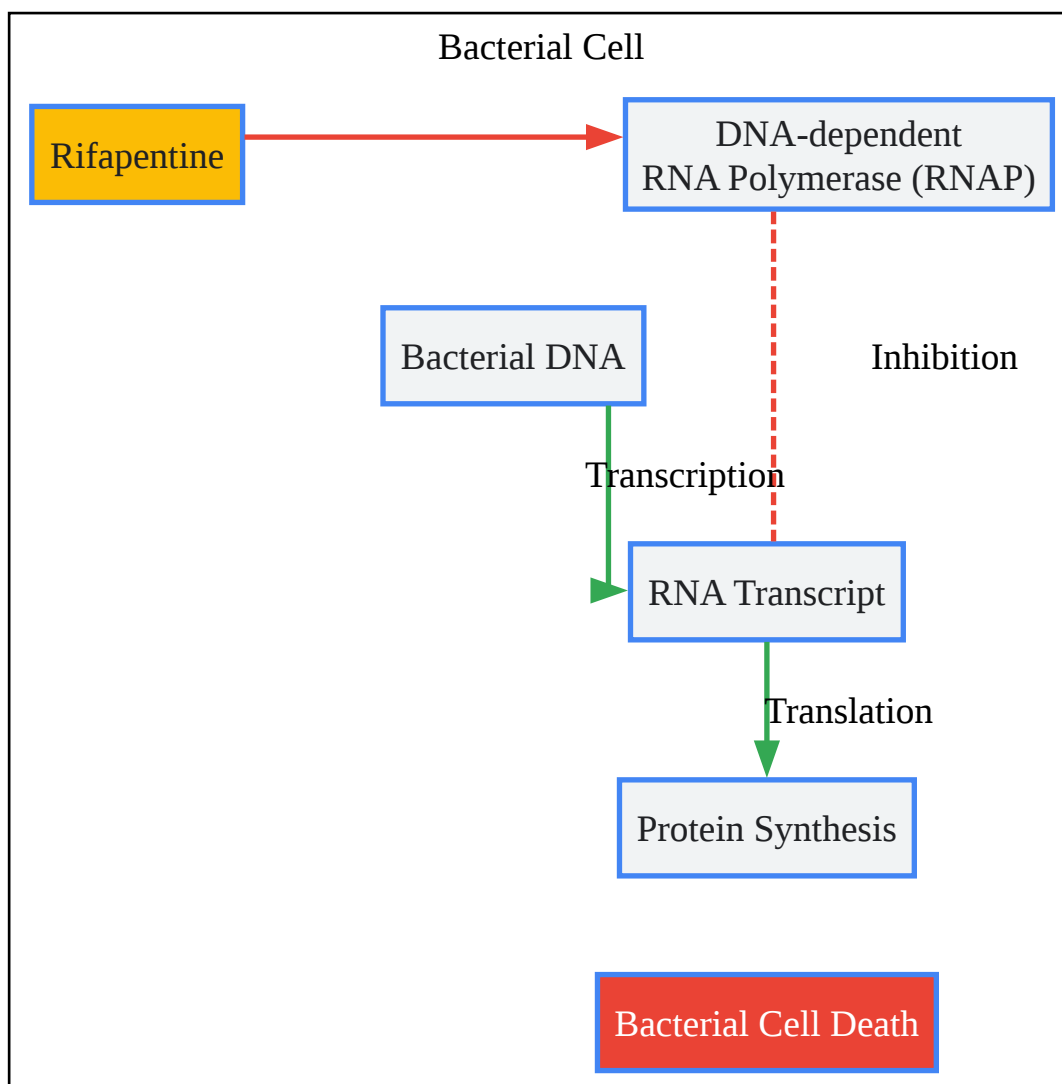 Bacterial Cell
Rifapentine
DNA-dependent
RNA Polymerase (RNAP)
Bacterial DNA
Inhibition
Transcription
RNA Transcript
Translation
Protein Synthesis
Bacterial Cell Death